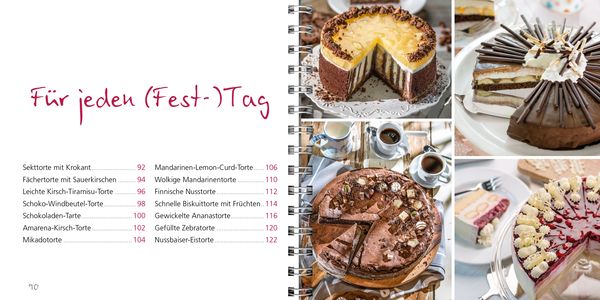 Für jeden (Fest-)Tag
Sekttorte mit Krokant 92
Fächertorte mit Sauerkirschen 94
Leichte Kirsch-Tiramisu-Torte 96
Schoko-Windbeutel-Torte 98
Schokoladen-Tarte 100
Amarena-Kirsch-Torte 102
Mikadotorte 104
Mandarinen-Lemon-Curd-Torte 106
Wolkige Mandarinentorte 110
Finnische Nusstorte 112
Schnelle Biskuittorte mit Früchten 114
Gewickelte Ananastorte 116
Gefüllte Zebratorte 120
Nussbaiser-Eistorte 122
90